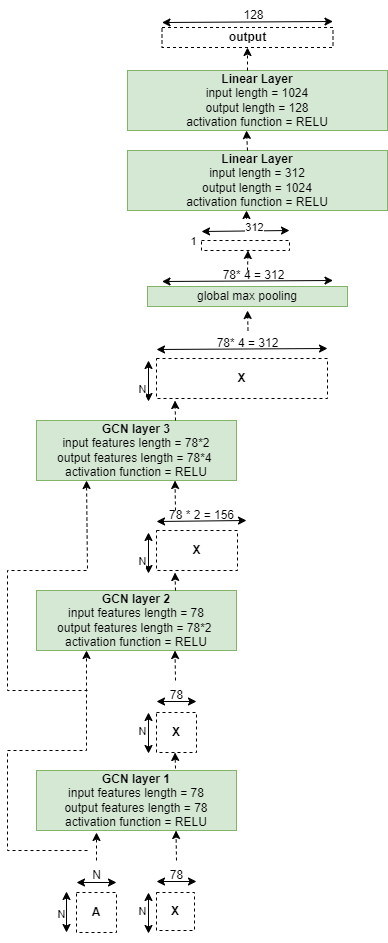 128
output
Linear Layer
input length = 1024
output length = 128
activation function = RELU
Linear Layer
input length = 312
output length = 1024
activation function = RELU
312
1
78* 4 = 312
global max pooling
78* 4 = 312
N
X
GCN layer 3
input features length = 78*2
output features length = 78*4
activation function = RELU
78 * 2 = 156
N
X
GCN layer 2
input features length = 78
output features length = 78*2
activation function = RELU
78
N
X
GCN layer 1
input features length = 78
output features length = 78
activation function = RELU
N
78
N
A
N
X